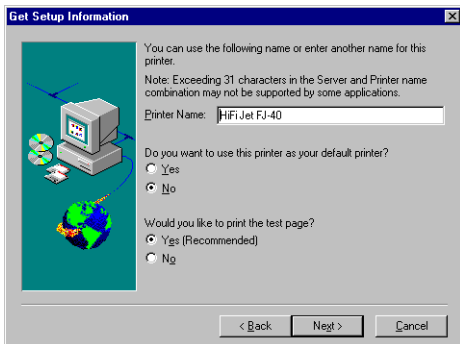 Get Setup Information
You can use the following name or enter another name for this
printer.
Note: Exceeding 31 characters in the Server and Printer name
combination may not be supported by some applications.
Printer Name: HiFi Jet FJ-40
Do you want to use this printer as your default printer?
Yes
No
Would you like to print the test page?
Yes (Recommended)
No
< Back Next > Cancel